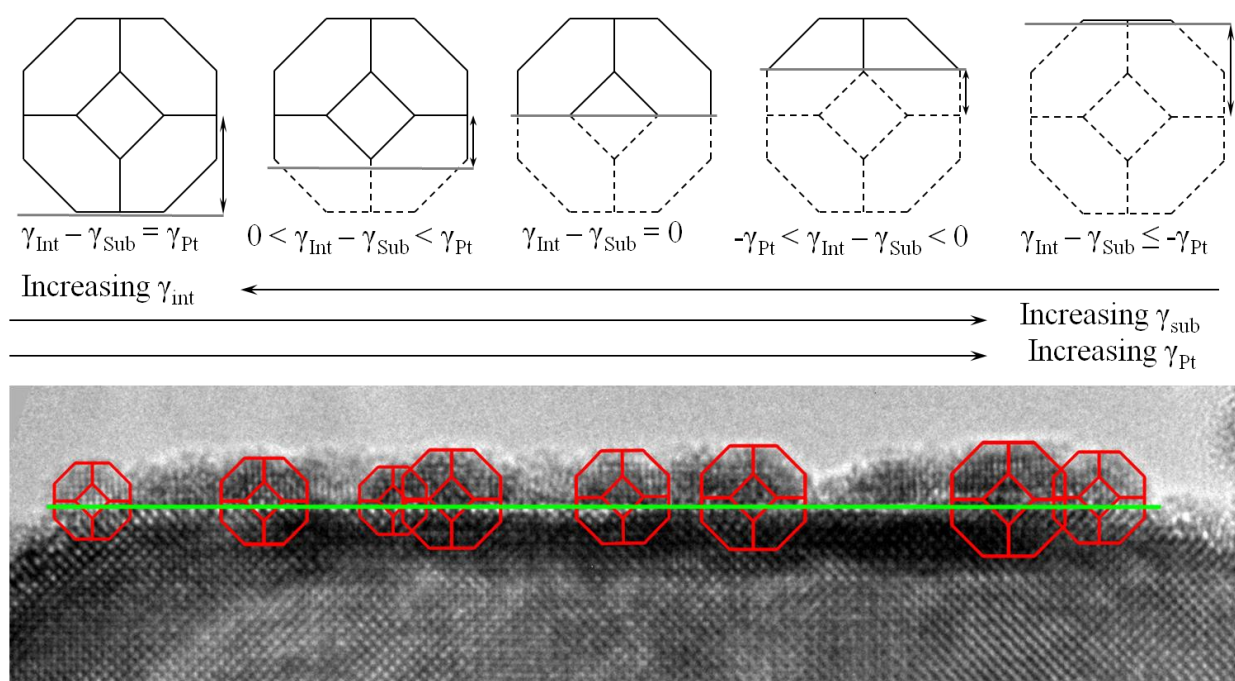 γInt – γSub = γPt
0 < γInt – γSub < γPt
γInt – γSub = 0
-γPt < γInt – γSub < 0
γInt – γSub ≤ -γPt
Increasing γint
Increasing γsub
Increasing γPt